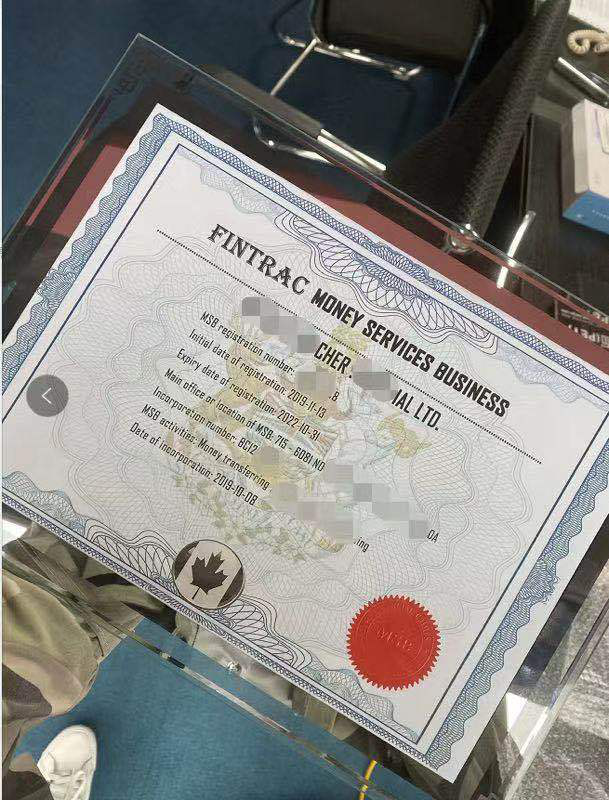 FINTRAC MONEY SERVICES BUSINESS
CHER IAL LTD.
MSB registration number: 8
Initial date of registration: 2019-11-13
Expiry date of registration: 2022-10-31
Main office or location of MSB: 715 - 6081 NO DA
Incorporation number: BC12
MSB activities: Money transferring, ing
Date of incorporation: 2019-10-08